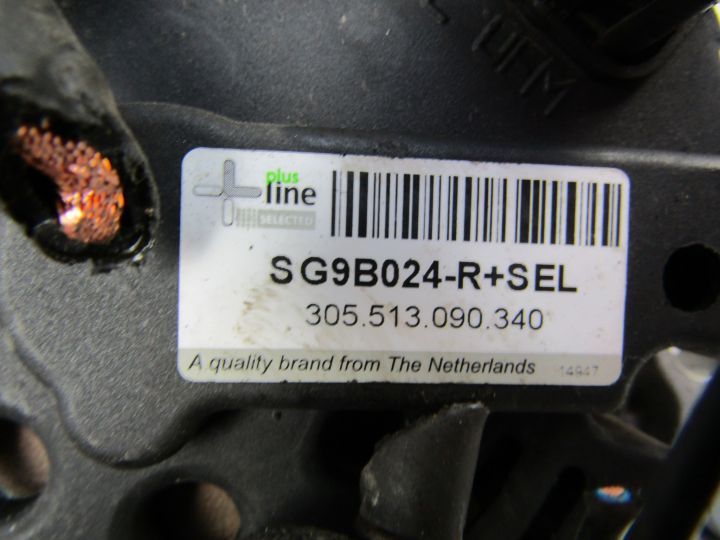 plus
line
SELECTED
SG9B024-R+SEL
305.513.090.340
A quality brand from The Netherlands
14947